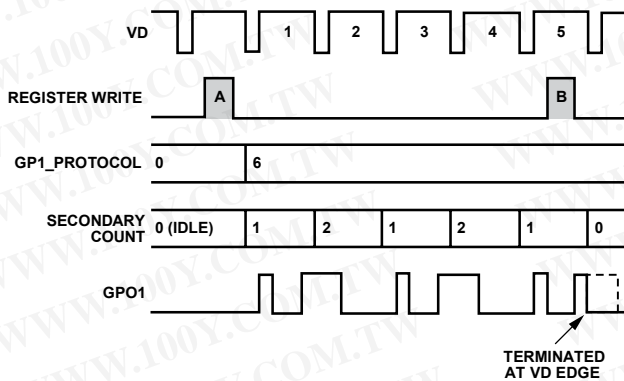 VD 1 2 3 4 5
REGISTER WRITE A B
GP1_PROTOCOL 0 6
SECONDARY
COUNT 0 (IDLE) 1 2 1 2 1 0
GPO1
TERMINATED
AT VD EDGE
WWW.100Y.COM.TW